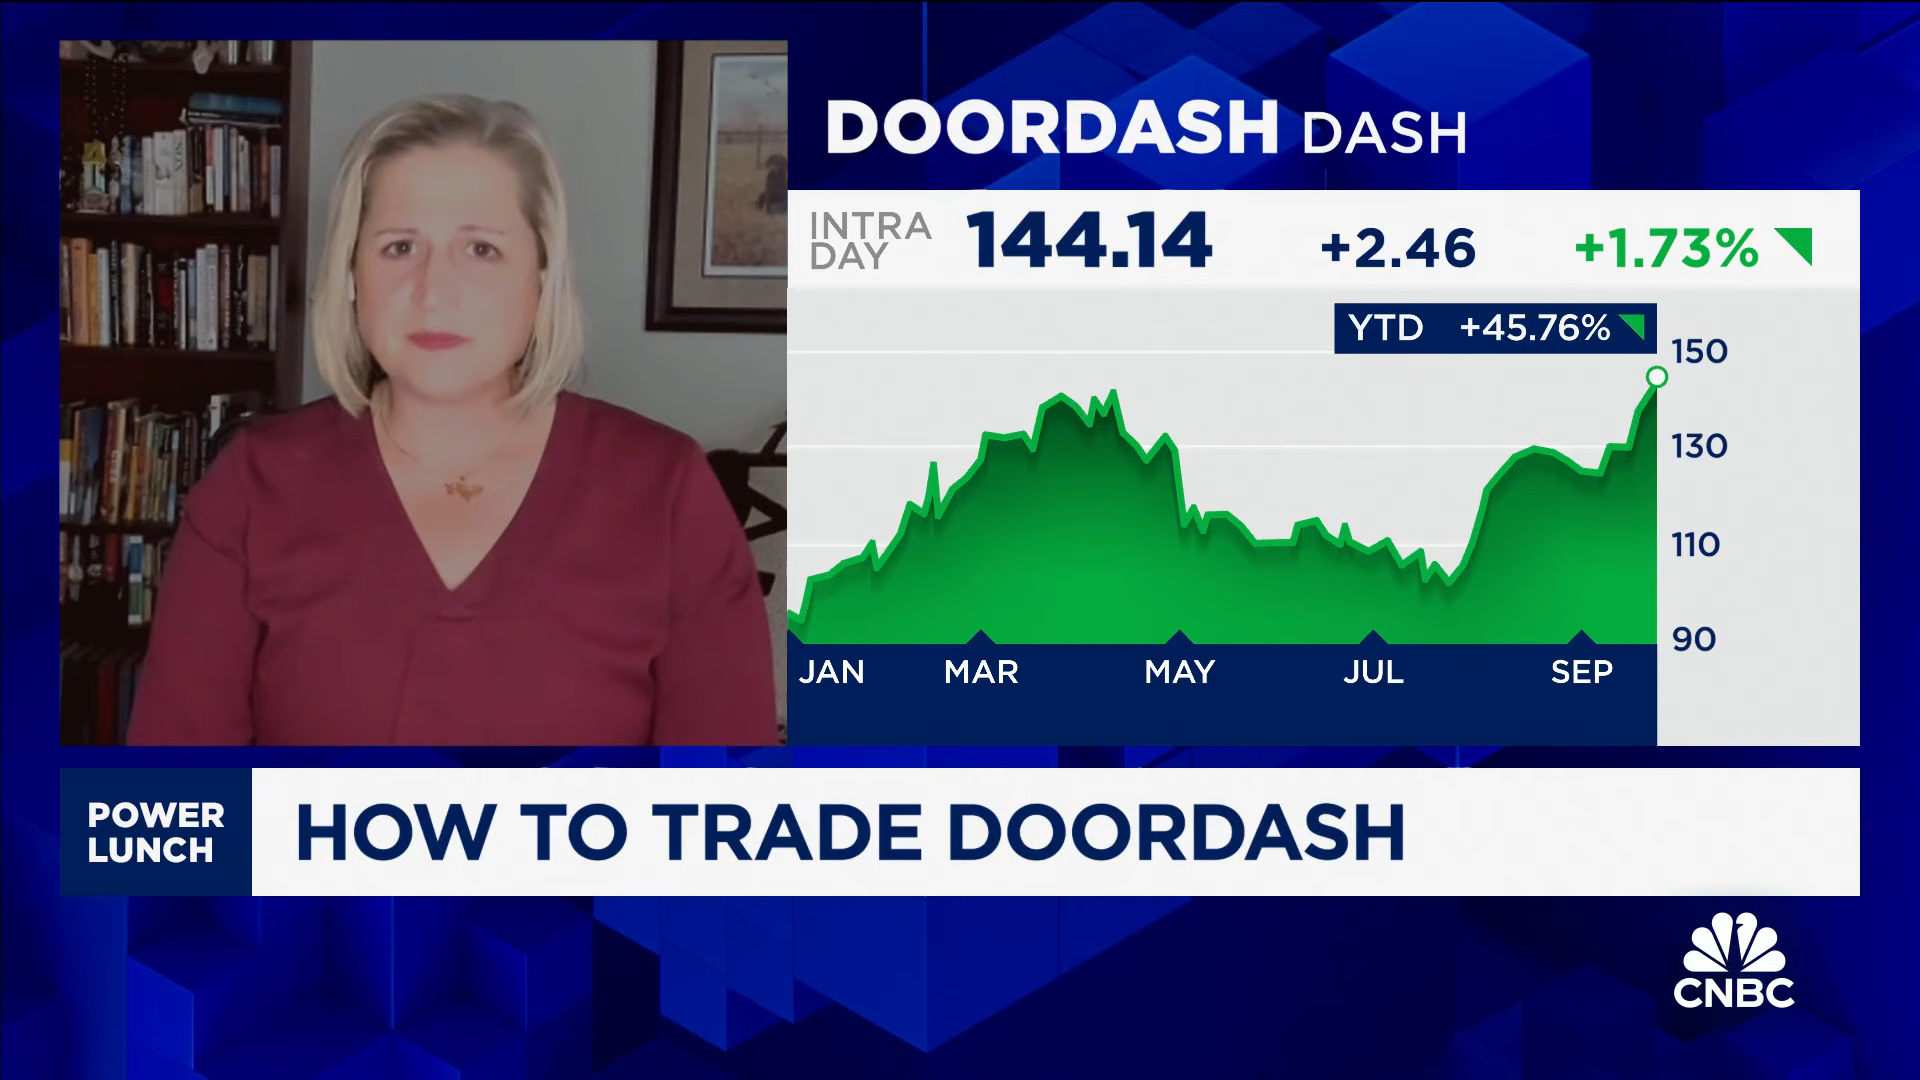 DOORDASH DASH
INTRA
DAY
144.14 +2.46 +1.73%
YTD +45.76%
150
130
110
90
JAN MAR MAY JUL SEP
POWER
LUNCH
HOW TO TRADE DOORDASH
CNBC